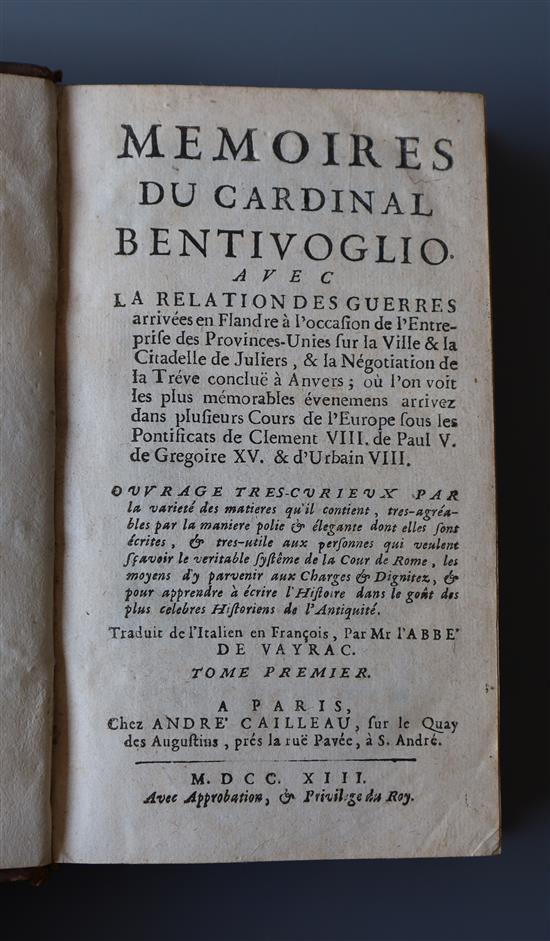 MEMOIRES
DU CARDINAL
BENTIVOGLIO.
AVEC
LA RELATION DES GUERRES
arrivées en Flandre à l'occaſion de l'Entre-
priſe des Provinces-Unies ſur la Ville & la
Citadelle de Juliers, & la Négotiation de
la Tréve concluë à Anvers; où l'on voit
les plus mémorables évenemens arrivez
dans pluſieurs Cours de l'Europe ſous les
Pontificats de Clement VIII. de Paul V.
de Gregoire XV. & d'Urbain VIII.
OUVRAGE TRES-CURIEUX PAR
la varieté des matieres qu'il contient, tres-agréa-
bles par la maniere polie & élegante dont elles ſont
écrites, & tres-utile aux perſonnes qui veulent
ſçavoir le veritable ſyſtême de la Cour de Rome, les
moyens d'y parvenir aux Charges & Dignitez, &
pour apprendre à écrire l'Hiſtoire dans le goût des
plus celebres Hiſtoriens de l'Antiquité.
Traduit de l'Italien en François, Par Mr l'ABBE'
DE VAYRAC.
TOME PREMIER.
A PARIS,
Chez ANDRE' CAILLEAU, ſur le Quay
des Auguſtins, prés la ruë Pavée, à S. André.
M. DCC. XIII.
Avec Approbation, & Privilege du Roy.